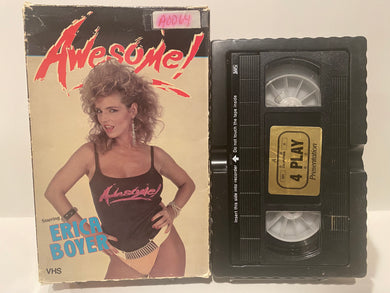 A0064
Awesome!
Awesome!
Starring
ERICA
BOYER
VHS
VHS
Do not touch the tape inside
Insert this side into recorder
4 PLAY
Presentation